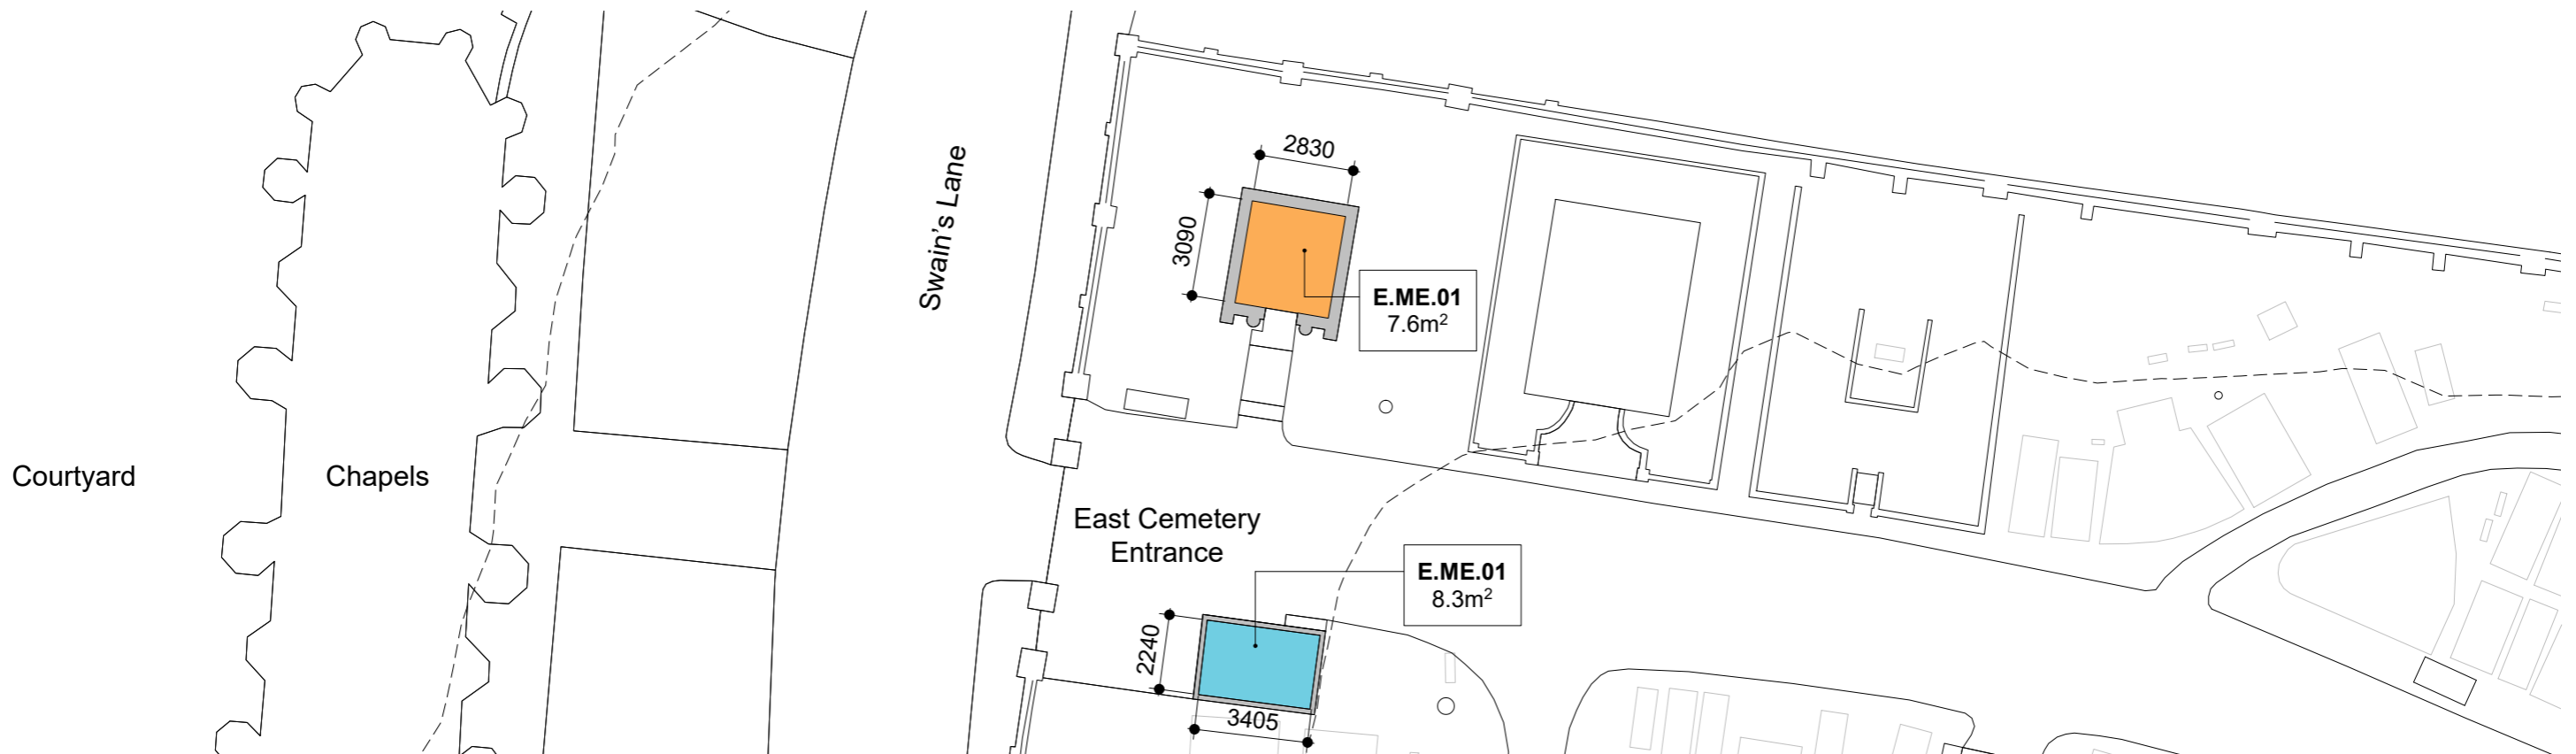 2830
3090
Swain's Lane
E.ME.01
7.6m²
Courtyard
Chapels
East Cemetery
Entrance
E.ME.01
8.3m²
2240
3405